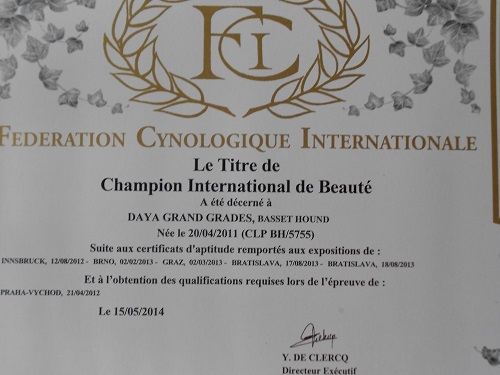 FCI
FEDERATION CYNOLOGIQUE INTERNATIONALE
Le Titre de
Champion International de Beauté
A été décerné à
DAYA GRAND GRADES, BASSET HOUND
Née le 20/04/2011 (CLP BH/5755)
Suite aux certificats d'aptitude remportés aux expositions de :
INNSBRUCK, 12/08/2012 - BRNO, 02/02/2013 - GRAZ, 02/03/2013 - BRATISLAVA, 17/08/2013 - BRATISLAVA, 18/08/2013
Et à l'obtention des qualifications requises lors de l'épreuve de :
PRAHA-VYCHOD, 21/04/2012
Le 15/05/2014
Y. DE CLERCQ
Directeur Exécutif